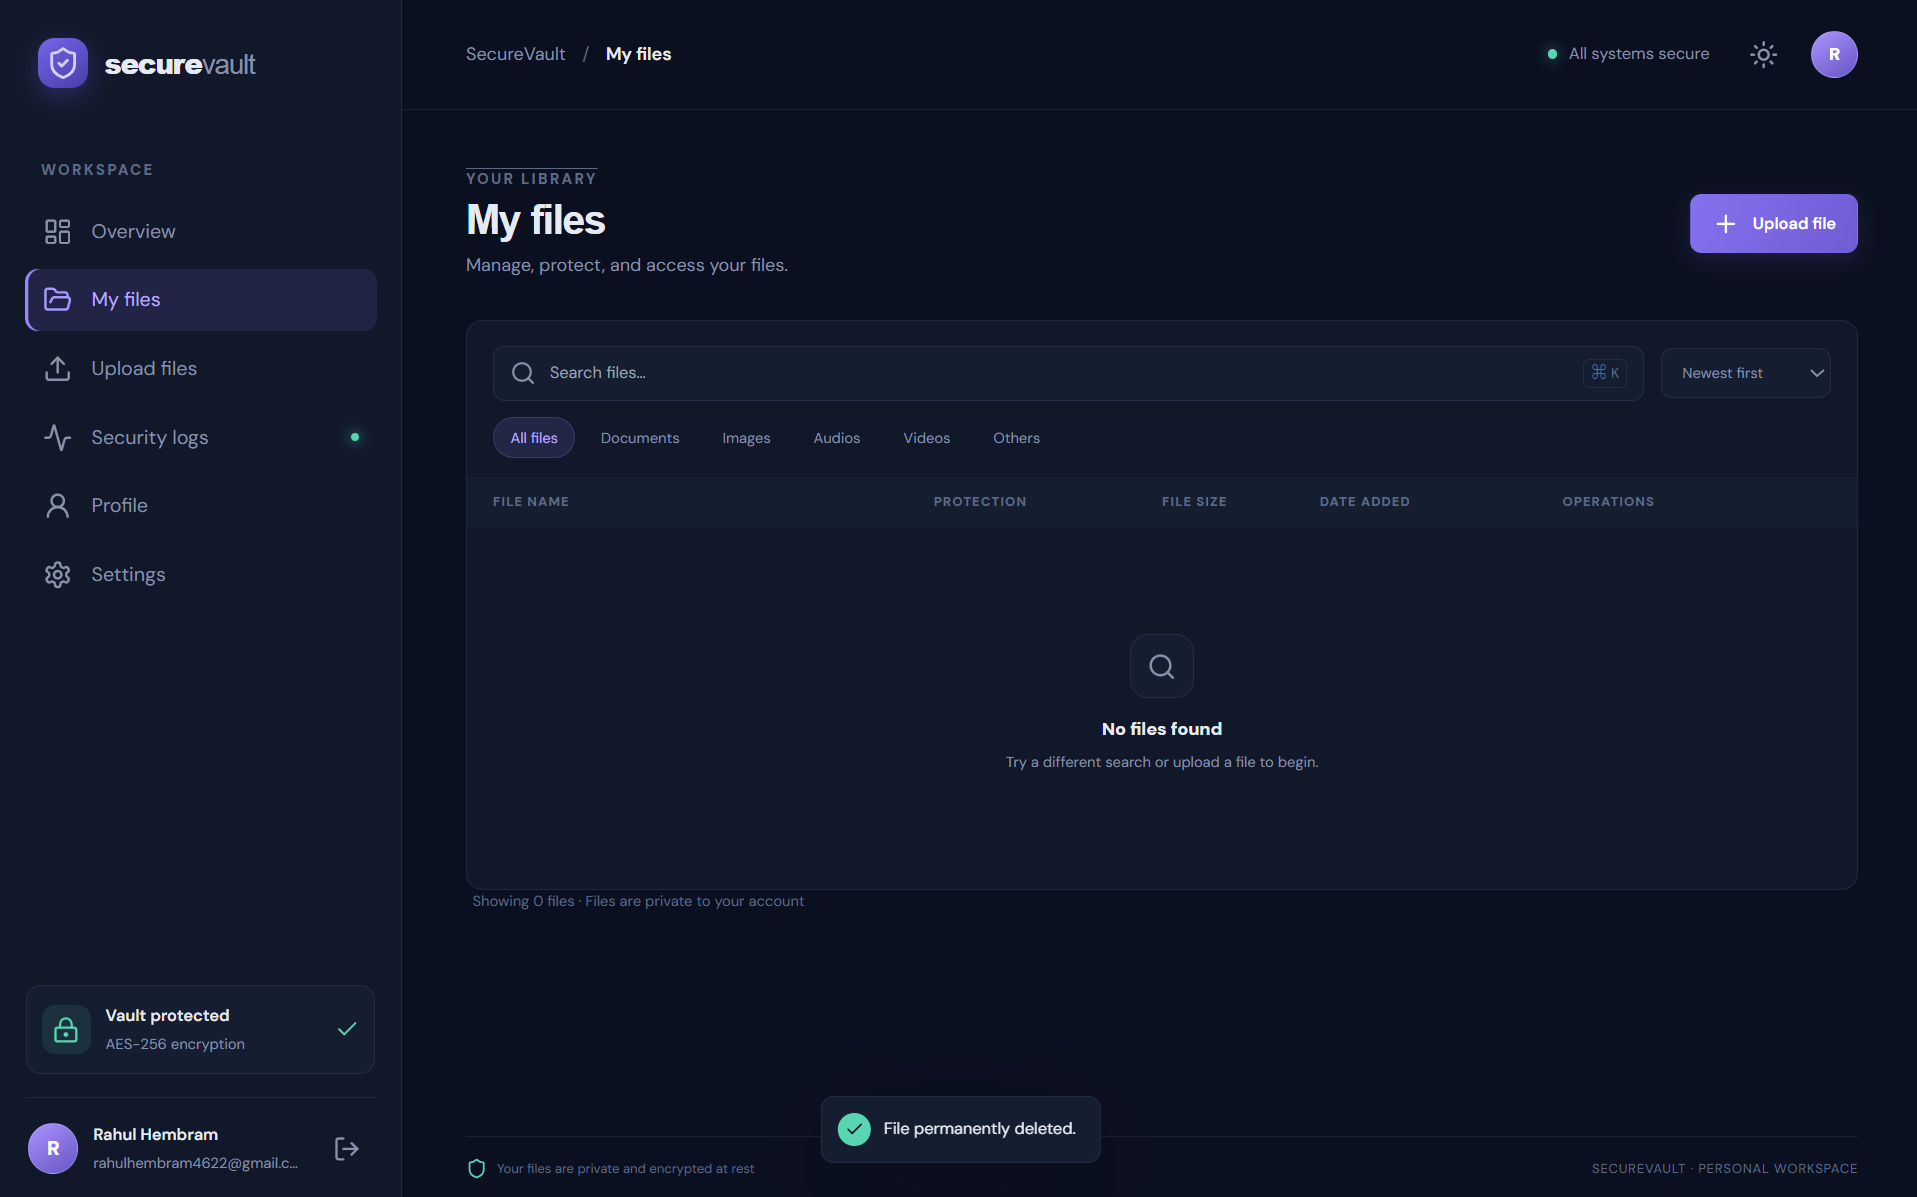 securevault
WORKSPACE
Overview
My files
Upload files
Security logs
Profile
Settings
Vault protected
AES-256 encryption
R
Rahul Hembram
rahulhembram4622@gmail.c...
SecureVault / My files
All systems secure
R
YOUR LIBRARY
My files
Manage, protect, and access your files.
Upload file
Search files...
⌘ K
Newest first
All files Documents Images Audios Videos Others
FILE NAME PROTECTION FILE SIZE DATE ADDED OPERATIONS
No files found
Try a different search or upload a file to begin.
Showing 0 files · Files are private to your account
File permanently deleted.
Your files are private and encrypted at rest
SECUREVAULT · PERSONAL WORKSPACE